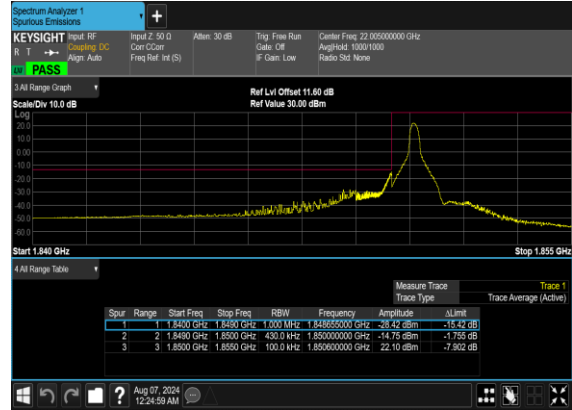 Spectrum Analyzer 1
Spurious Emissions
KEYSIGHT Input: RF Input Z: 50 Ω Atten: 30 dB Trig: Free Run Center Freq: 22.005000000 GHz
R T Coupling: DC Corr CCorr Gate: Off Avg|Hold: 1000/1000
Align: Auto Freq Ref: Int (S) IF Gain: Low Radio Std: None
PASS
3 All Range Graph
Ref Lvl Offset 11.60 dB
Scale/Div 10.0 dB Ref Value 30.00 dBm
Log
20.0
10.0
0.00
-10.0
-20.0
-30.0
-40.0
-50.0
-60.0
Start 1.840 GHz Stop 1.855 GHz
4 All Range Table
Measure Trace Trace 1
Trace Type Trace Average (Active)
Spur Range Start Freq Stop Freq RBW Frequency Amplitude ΔLimit
1 1 1.8400 GHz 1.8490 GHz 1.000 MHz 1.848655000 GHz -28.42 dBm -15.42 dB
2 2 1.8490 GHz 1.8500 GHz 430.0 kHz 1.850000000 GHz -14.75 dBm -1.755 dB
3 3 1.8500 GHz 1.8550 GHz 100.0 kHz 1.850600000 GHz 22.10 dBm -7.902 dB
? Aug 07, 2024
12:24:59 AM